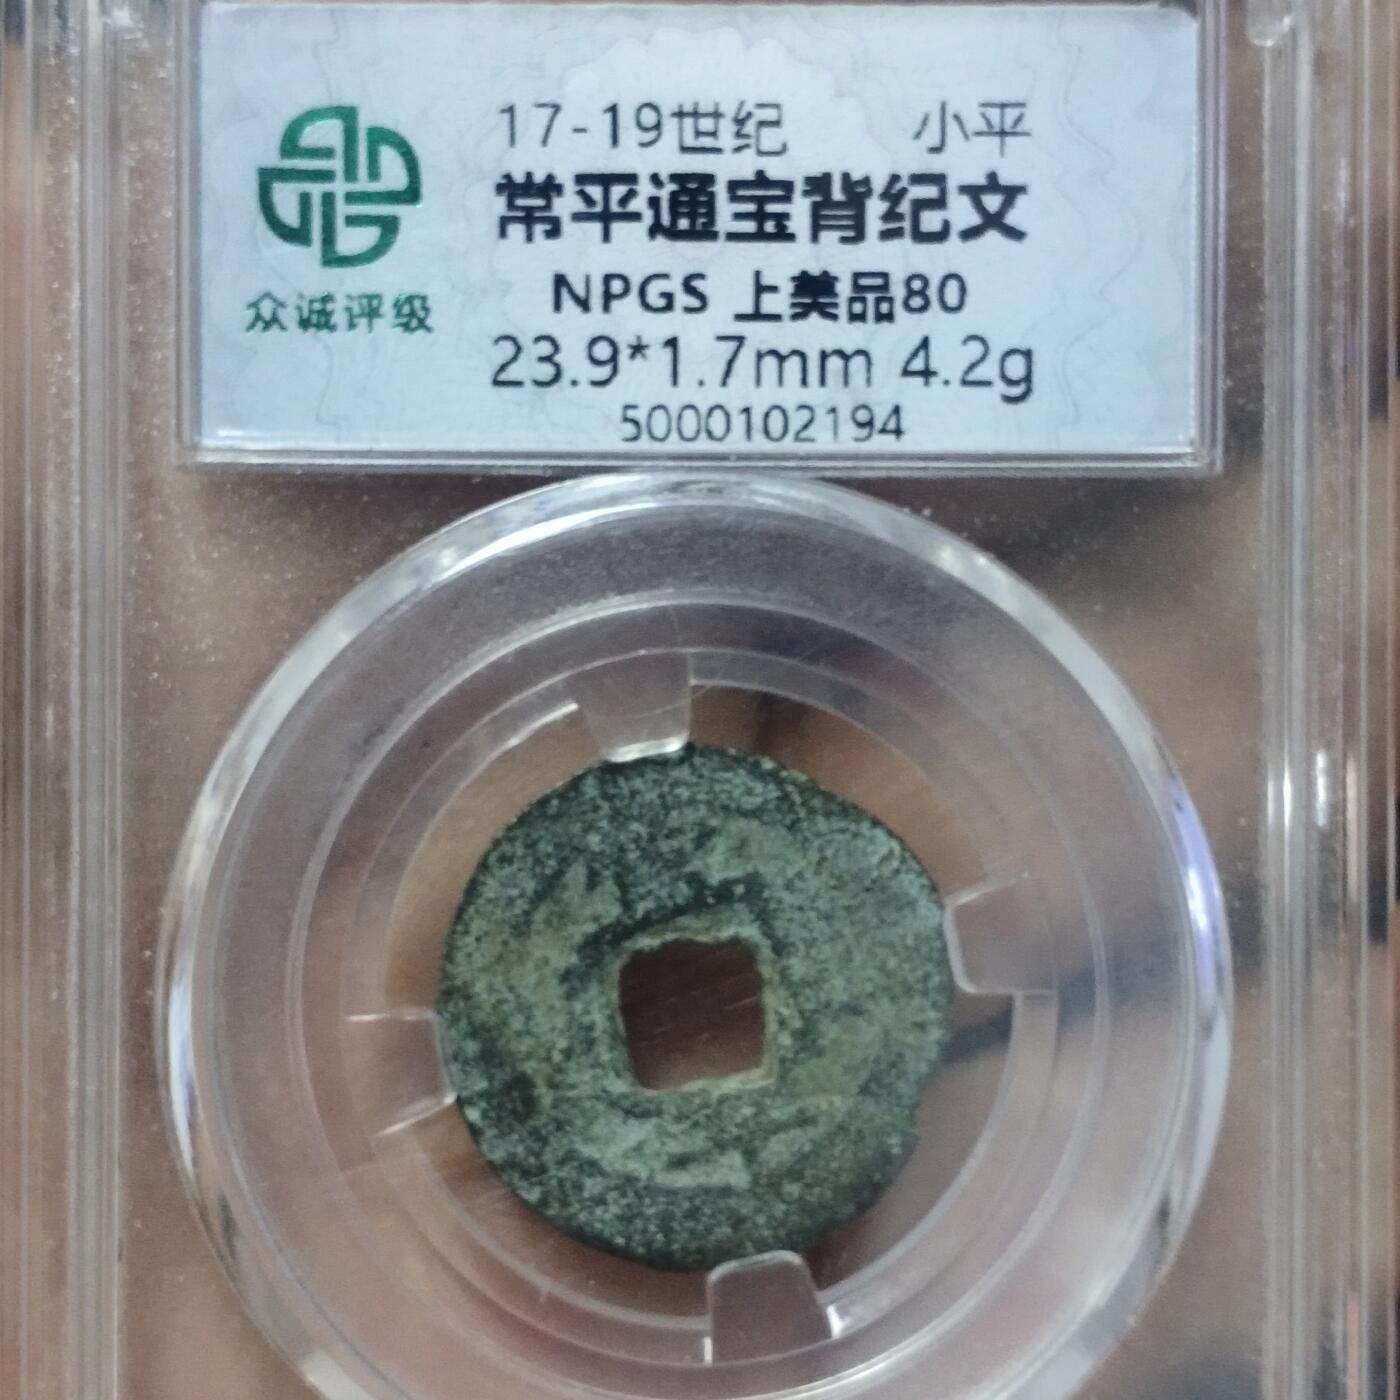 17-19世纪 小平
常平通宝背纪文
NPGS 上美品80
众诚评级
23.9*1.7mm 4.2g
5000102194